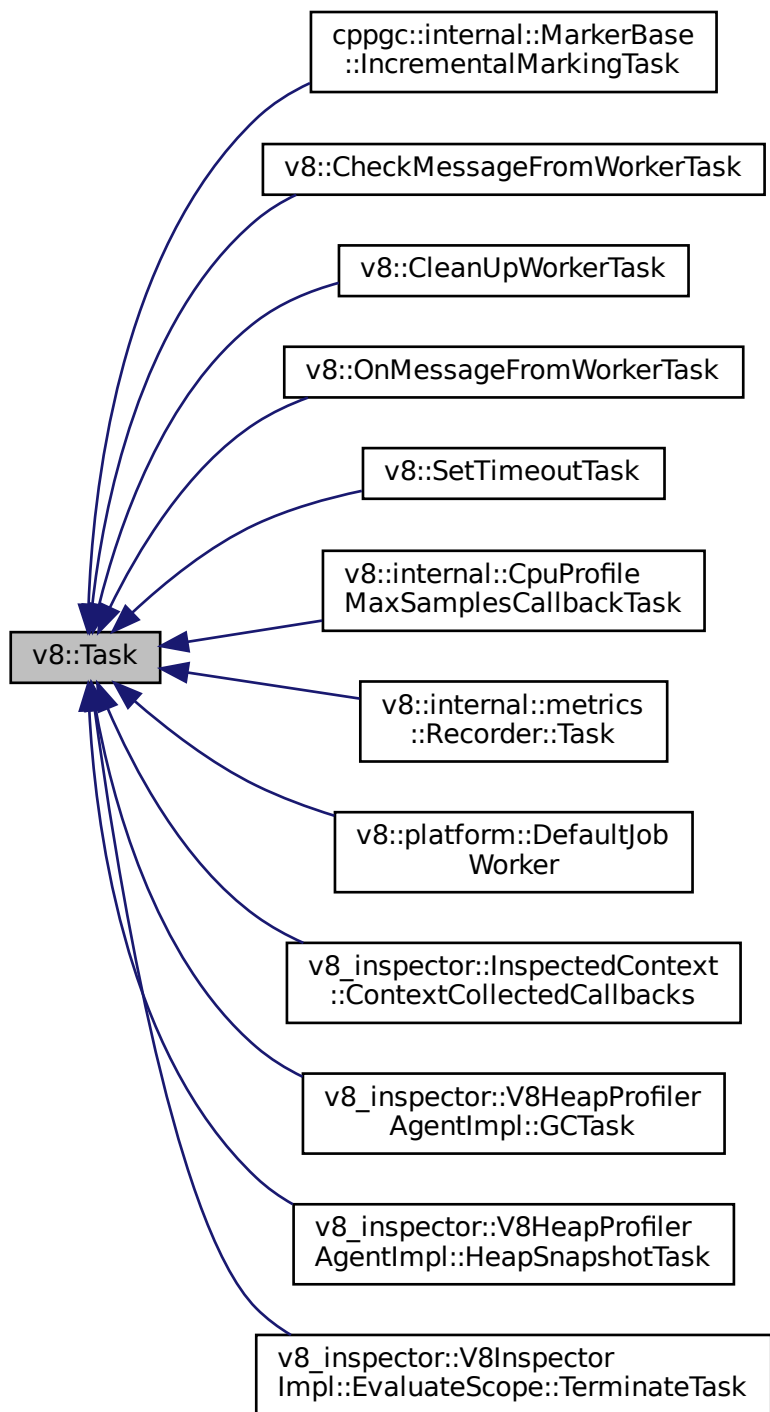 cppgc::internal::MarkerBase
::IncrementalMarkingTask
v8::CheckMessageFromWorkerTask
v8::CleanUpWorkerTask
v8::OnMessageFromWorkerTask
v8::SetTimeoutTask
v8::internal::CpuProfile
MaxSamplesCallbackTask
v8::Task
v8::internal::metrics
::Recorder::Task
v8::platform::DefaultJob
Worker
v8_inspector::InspectedContext
::ContextCollectedCallbacks
v8_inspector::V8HeapProfiler
AgentImpl::GCTask
v8_inspector::V8HeapProfiler
AgentImpl::HeapSnapshotTask
v8_inspector::V8Inspector
Impl::EvaluateScope::TerminateTask